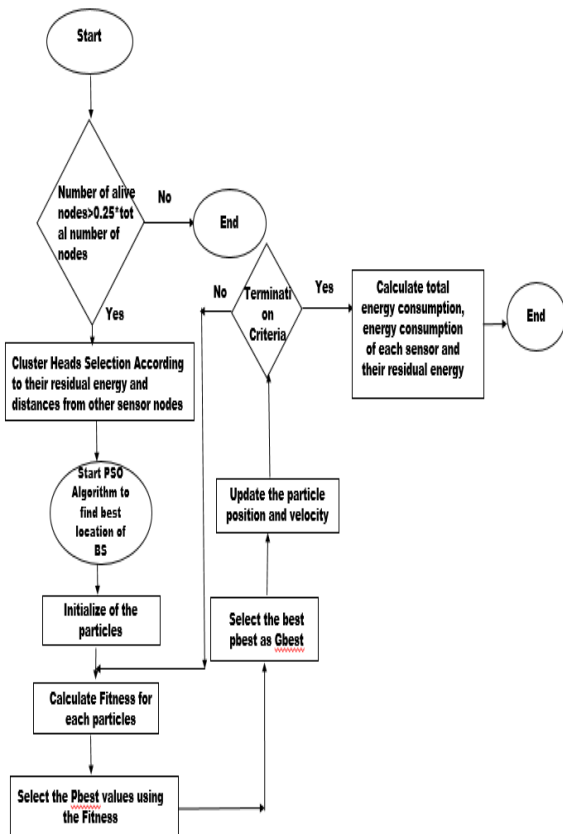 Start
Number of alive
nodes>0.25*tot
al number of
nodes
No
End
Yes
Cluster Heads Selection According
to their residual energy and
distances from other sensor nodes
Start PSO
Algorithm to
find best
location of
BS
Initialize of the
particles
Calculate Fitness for
each particles
Select the Pbest values using
the Fitness
Select the best
pbest as Gbest
Update the particle
position and velocity
Terminati
on
Criteria
No
Yes
Calculate total
energy consumption,
energy consumption
of each sensor and
their residual energy
End